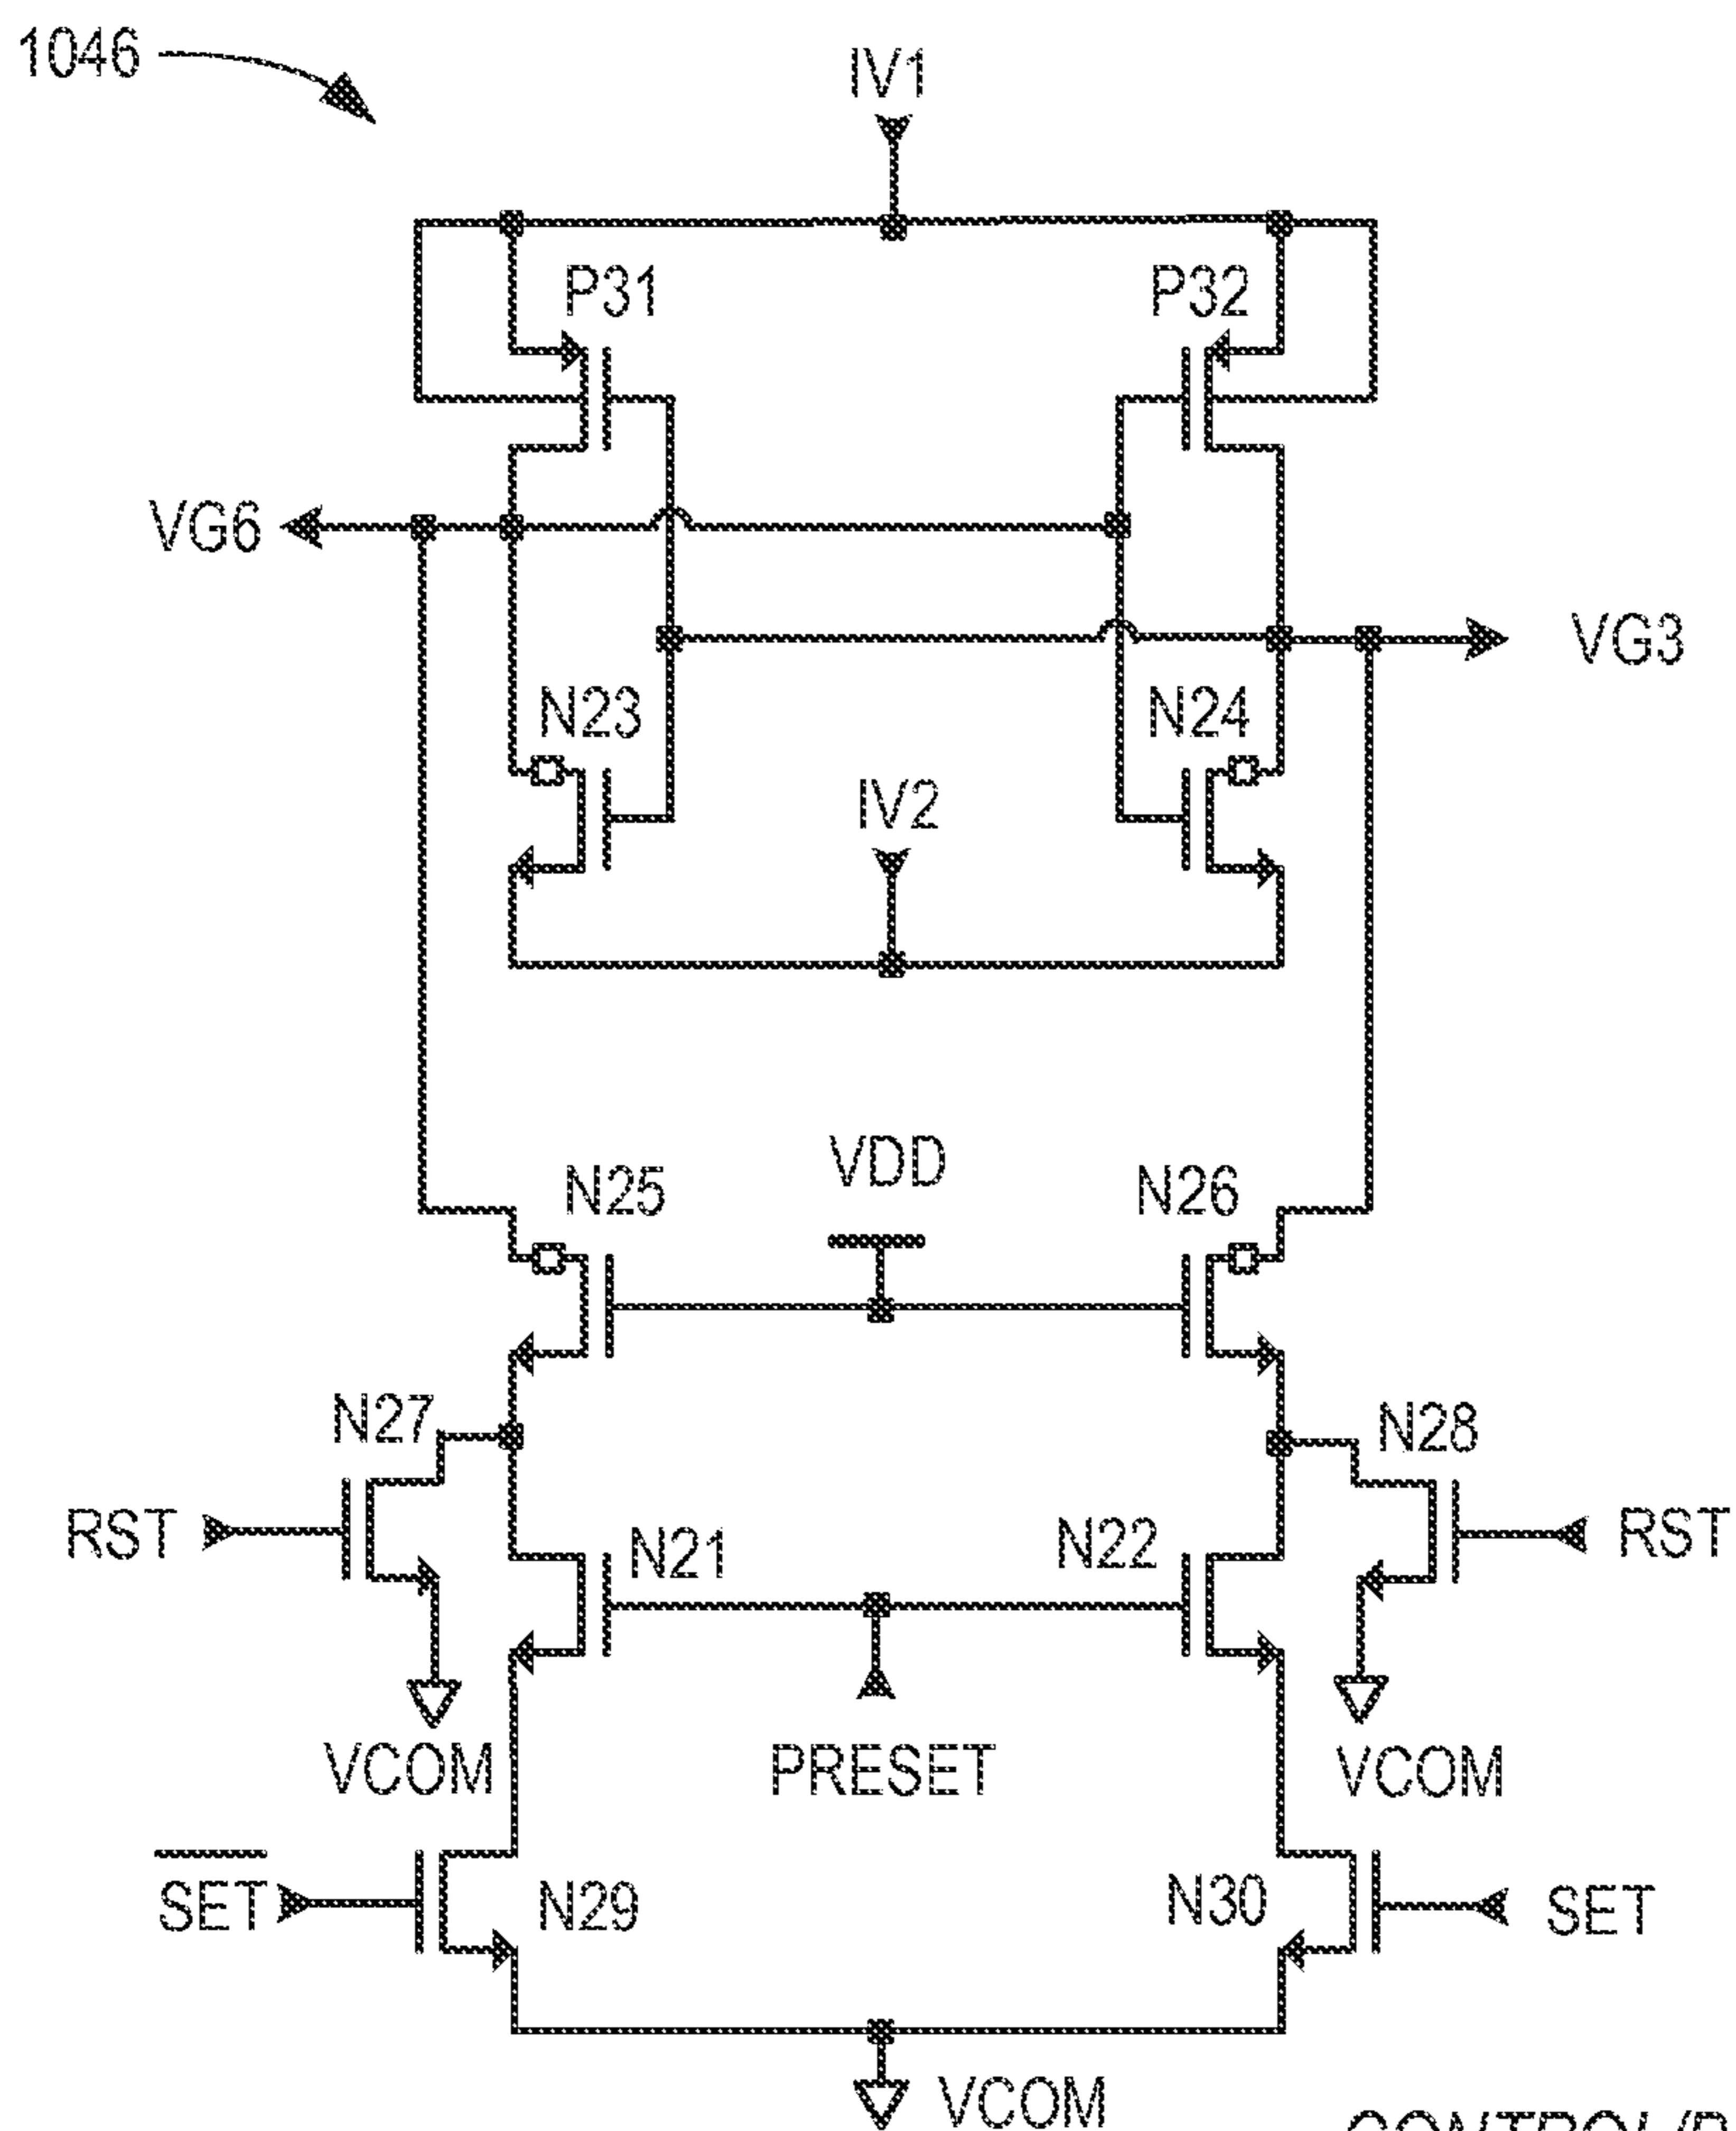 1046
IV1
P31
P32
VG6
VG3
N23
N24
IV2
VDD
N25
N26
N27
N28
RST
N21
N22
RST
VCOM
PRESET
VCOM
SET
N29
N30
SET
VCOM